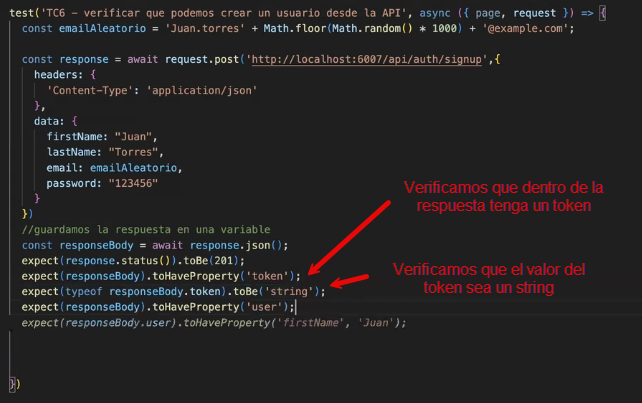 test('TC6 - verificar que podemos crear un usuario desde la API', async ({ page, request }) => {
const emailAleatorio = 'Juan.torres' + Math.floor(Math.random() * 1000) + '@example.com';
const response = await request.post('http://localhost:6007/api/auth/signup',{
headers: {
'Content-Type': 'application/json'
},
data: {
firstName: "Juan",
lastName: "Torres",
email: emailAleatorio,
password: "123456"
}
})
//guardamos la respuesta en una variable
const responseBody = await response.json();
expect(response.status()).toBe(201);
expect(responseBody).toHaveProperty('token');
expect(typeof responseBody.token).toBe('string');
expect(responseBody).toHaveProperty('user');
expect(responseBody.user).toHaveProperty('firstName', 'Juan');
})
Verificamos que dentro de la
respuesta tenga un token
Verificamos que el valor del
token sea un string